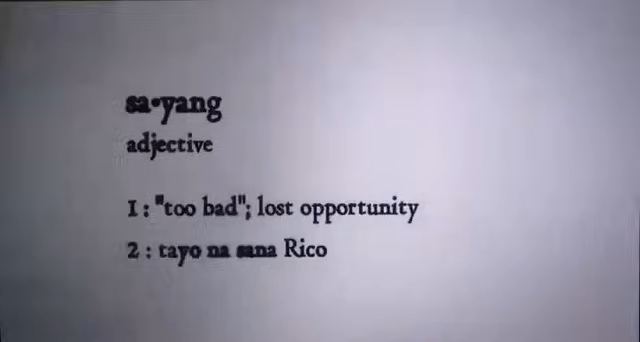 sa•yang
adjective
1 : "too bad"; lost opportunity
2 : tayo na sana Rico